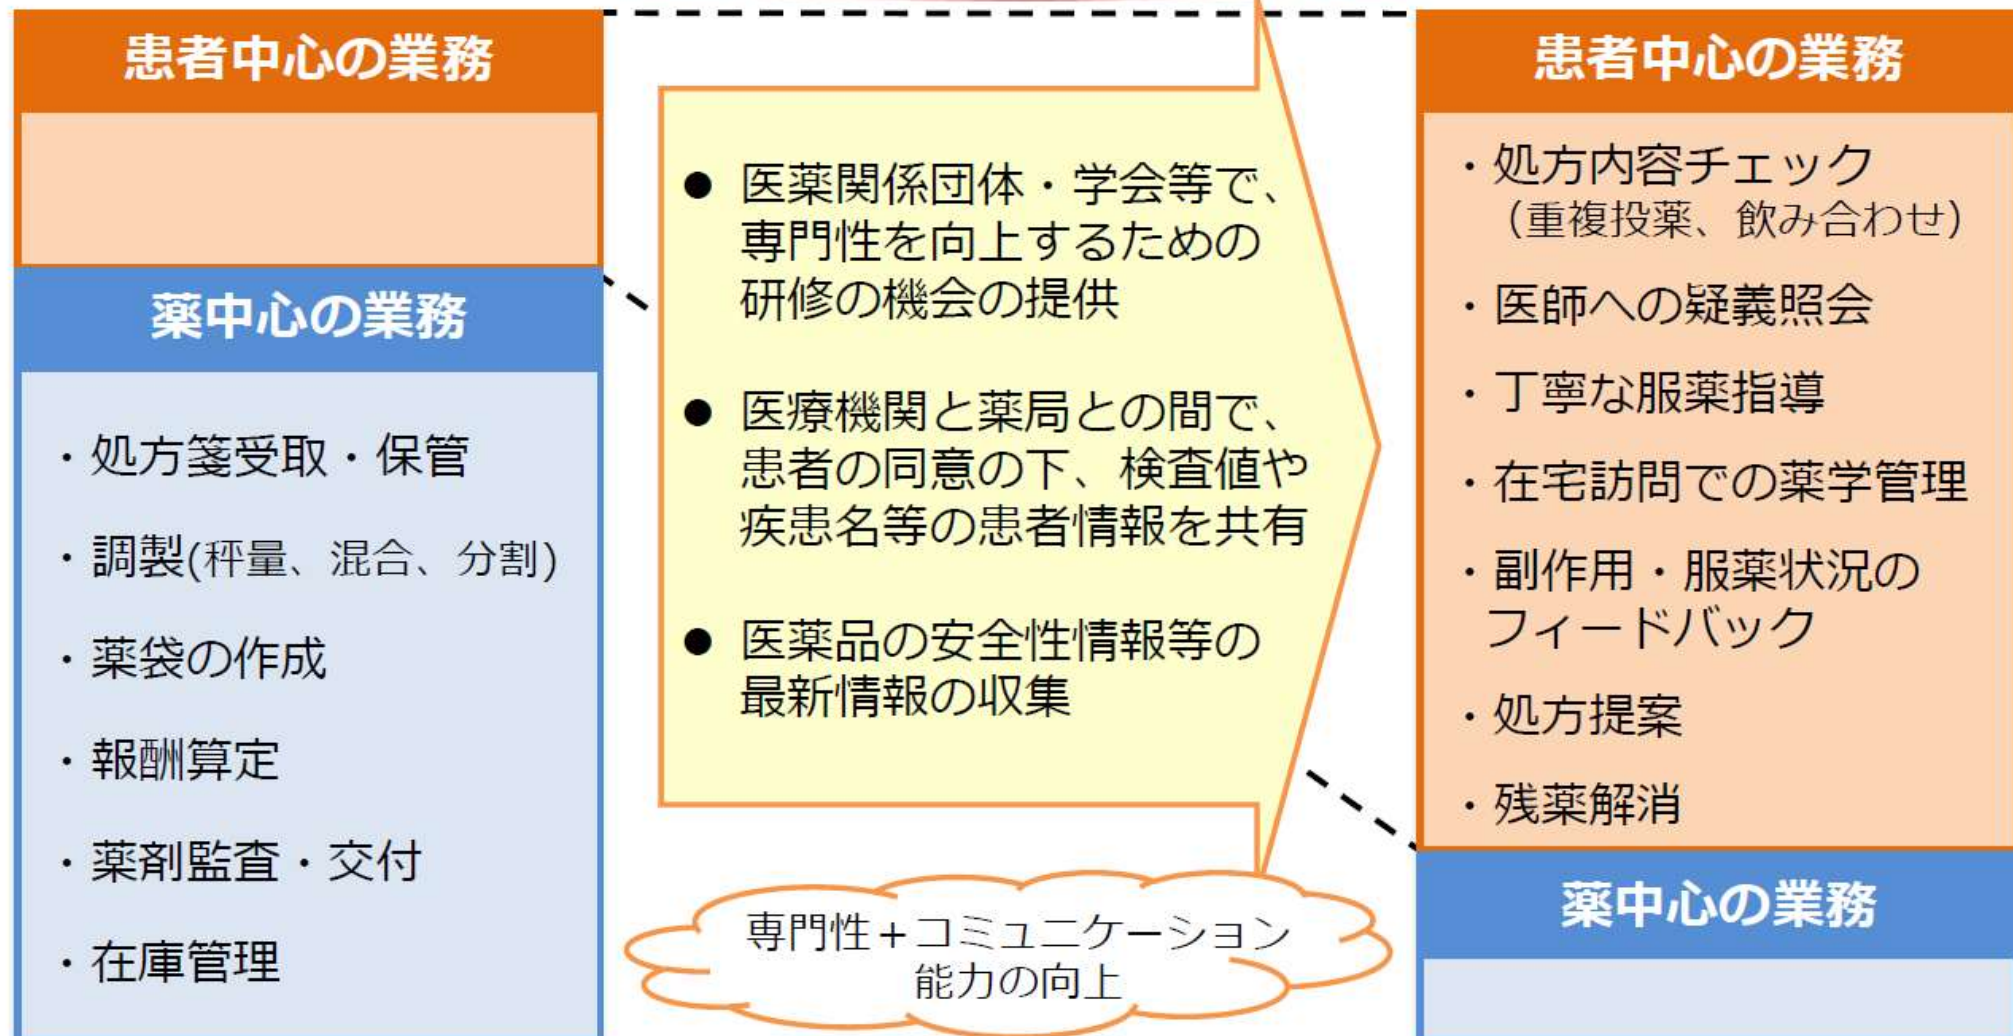 患者中心の業務
薬中心の業務
・処方箋受取・保管
・調製(秤量、混合、分割)
・薬袋の作成
・報酬算定
・薬剤監査・交付
・在庫管理
● 医薬関係団体・学会等で、
専門性を向上するための
研修の機会の提供
● 医療機関と薬局との間で、
患者の同意の下、検査値や
疾患名等の患者情報を共有
● 医薬品の安全性情報等の
最新情報の収集
専門性+コミュニケーション
能力の向上
患者中心の業務
・処方内容チェック
(重複投薬、飲み合わせ)
・医師への疑義照会
・丁寧な服薬指導
・在宅訪問での薬学管理
・副作用・服薬状況の
フィードバック
・処方提案
・残薬解消
薬中心の業務